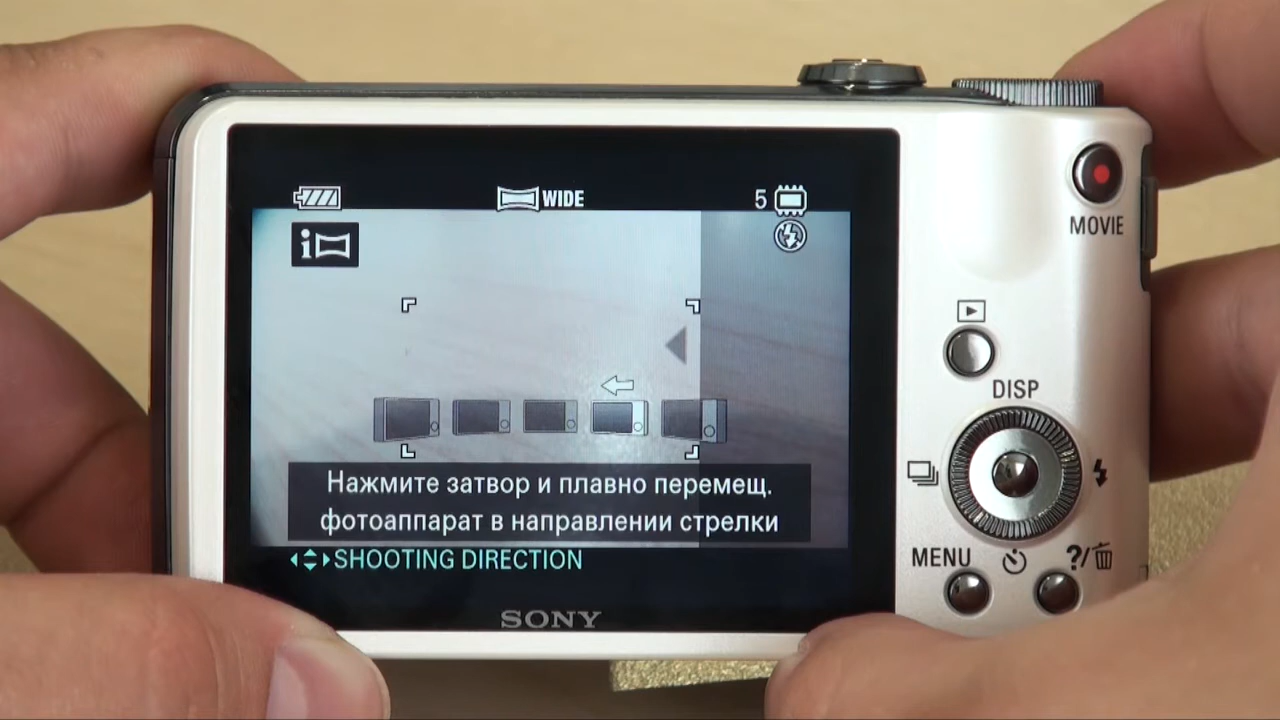 WIDE
5
MOVIE
DISP
Нажмите затвор и плавно перемещ.
фотоаппарат в направлении стрелки
SHOOTING DIRECTION
MENU
?/
SONY